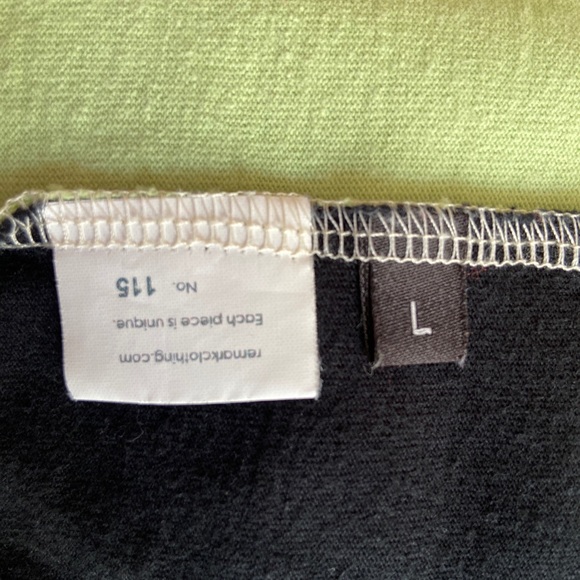 remarkclothing.com
Each piece is unique.
No. 115
L